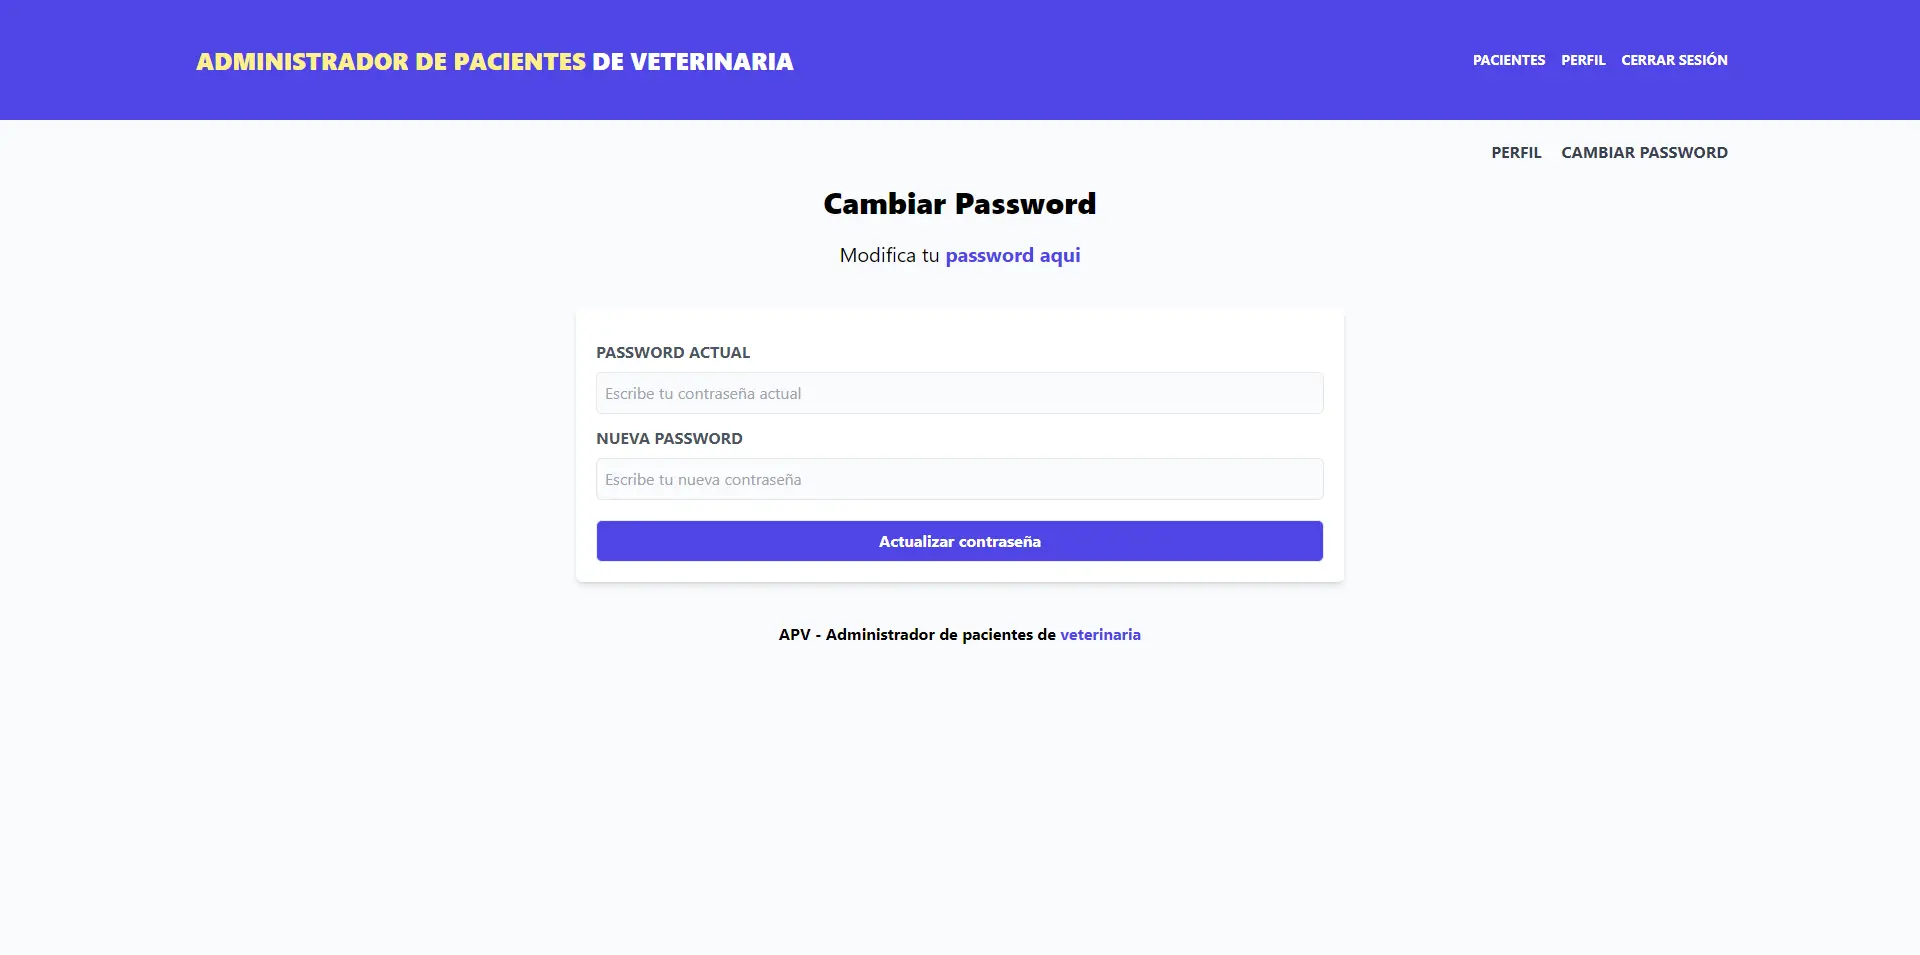 ADMINISTRADOR DE PACIENTES DE VETERINARIA
PACIENTES PERFIL CERRAR SESIÓN
PERFIL CAMBIAR PASSWORD
Cambiar Password
Modifica tu password aqui
PASSWORD ACTUAL
Escribe tu contraseña actual
NUEVA PASSWORD
Escribe tu nueva contraseña
Actualizar contraseña
APV - Administrador de pacientes de veterinaria